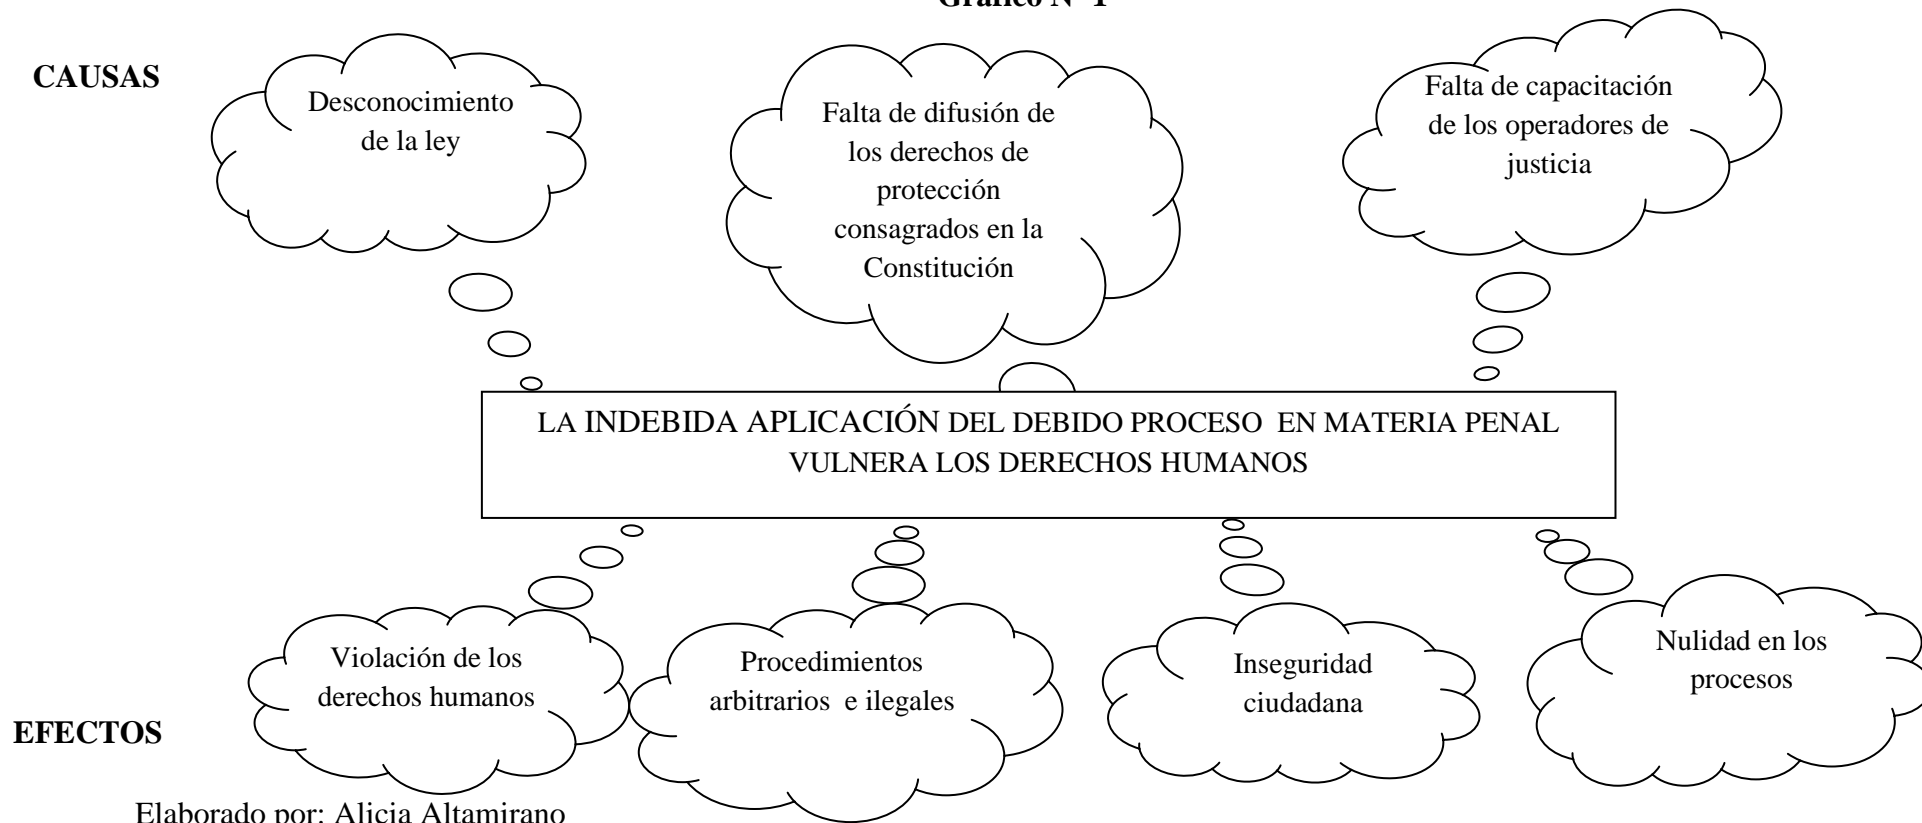 Gráfico N° 1
CAUSAS
Desconocimiento
de la ley
Falta de difusión de
los derechos de
protección
consagrados en la
Constitución
Falta de capacitación
de los operadores de
justicia
LA INDEBIDA APLICACIÓN DEL DEBIDO PROCESO EN MATERIA PENAL
VULNERA LOS DERECHOS HUMANOS
Violación de los
derechos humanos
Procedimientos
arbitrarios e ilegales
Inseguridad
ciudadana
Nulidad en los
procesos
EFECTOS
Elaborado por: Alicia Altamirano